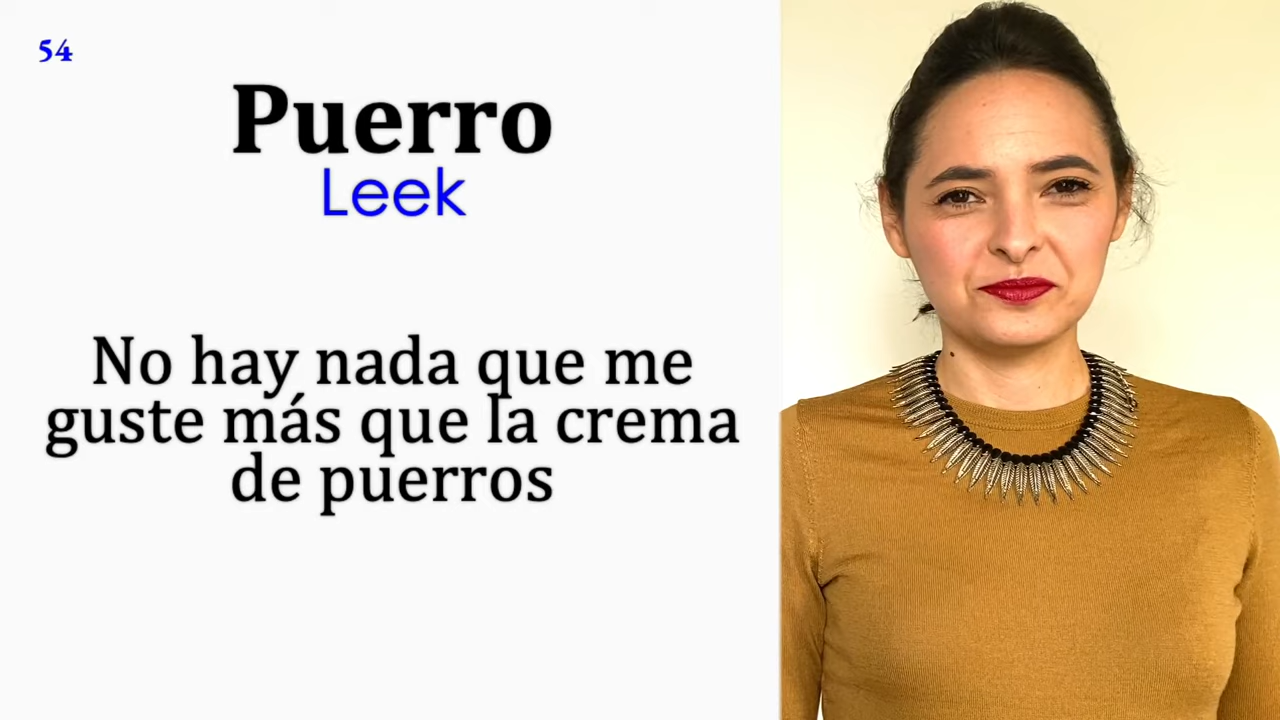 54
Puerro
Leek
No hay nada que me
guste más que la crema
de puerros